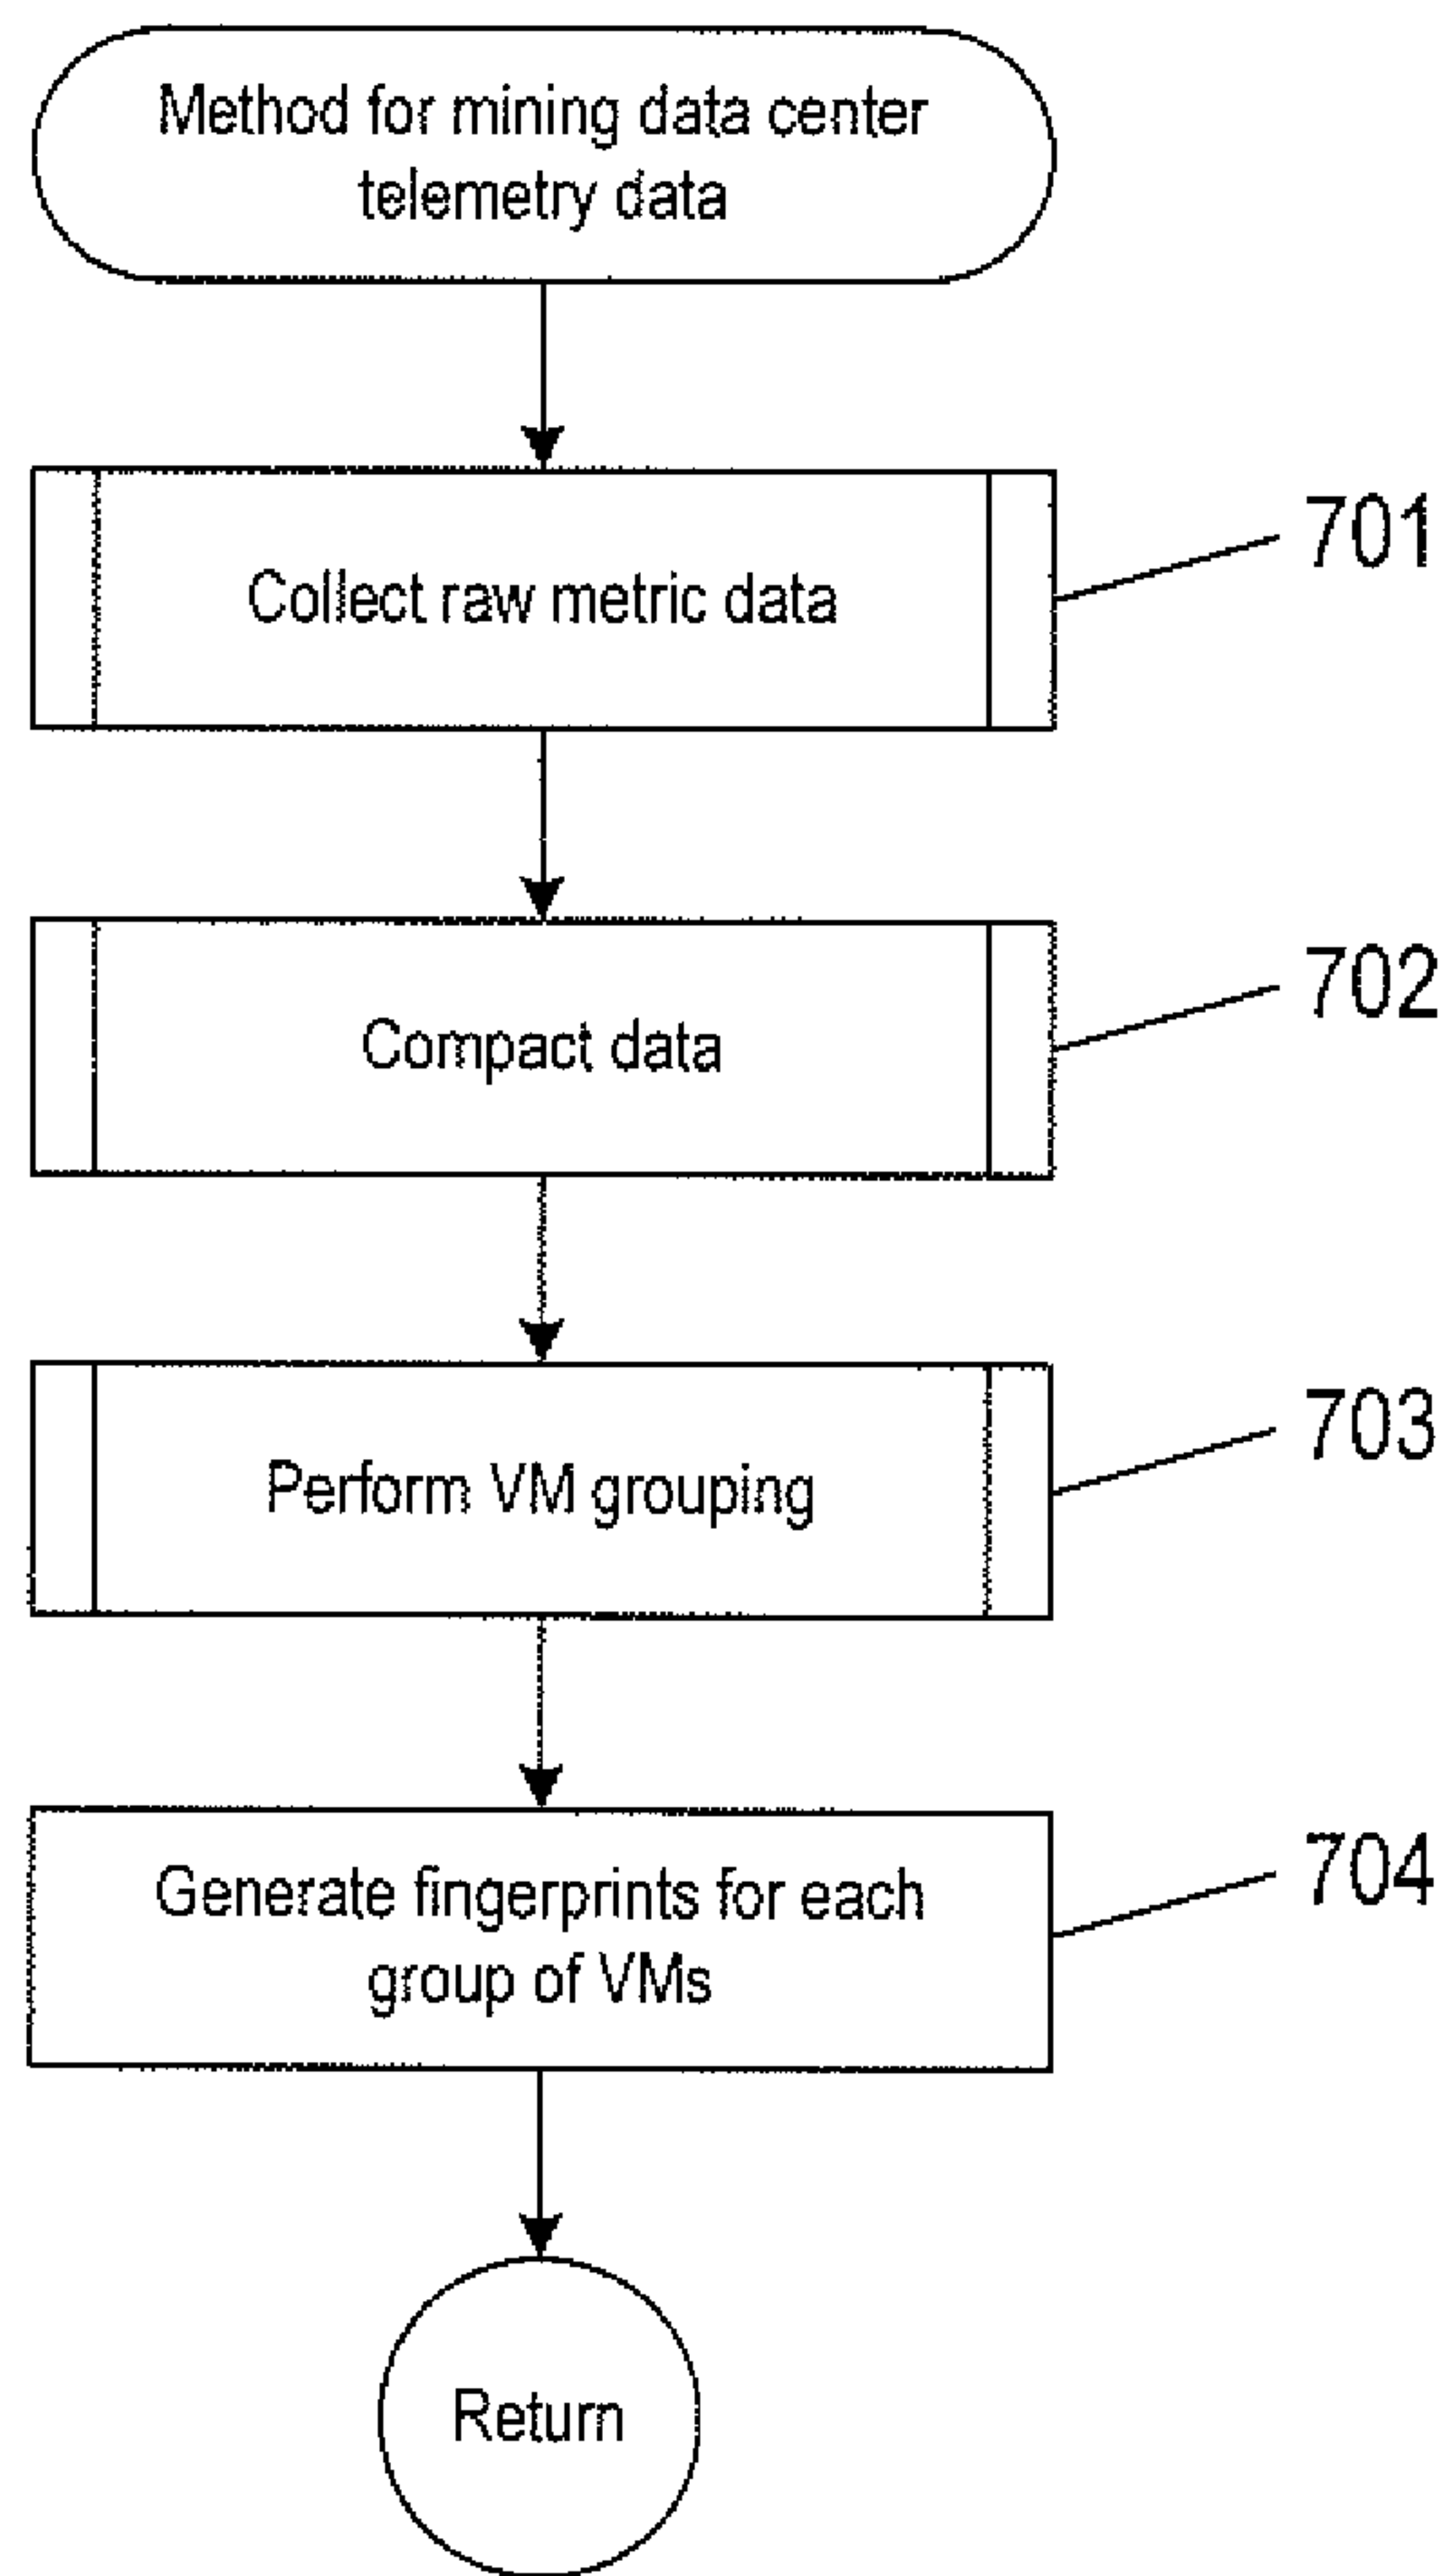 Method for mining data center
telemetry data
Collect raw metric data
701
Compact data
702
Perform VM grouping
703
Generate fingerprints for each
group of VMs
704
Return